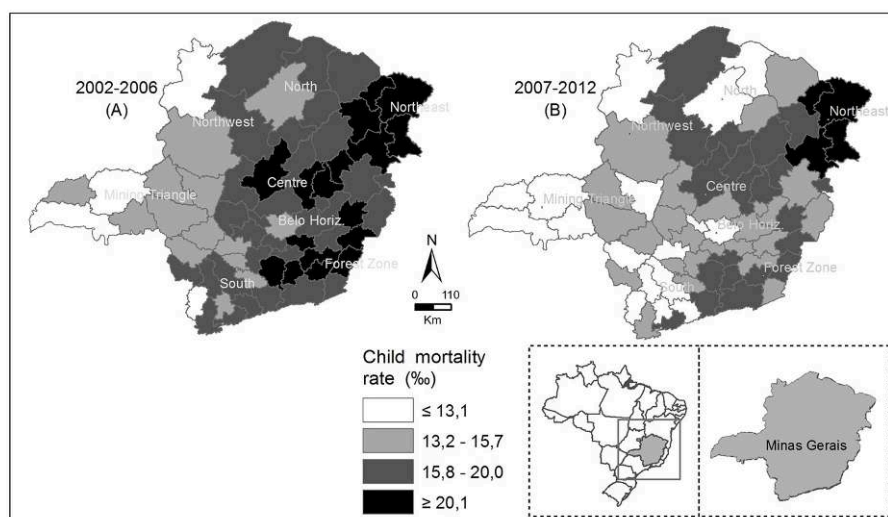 2002-2006
(A)
North
Northeast
Northwest
Mining Triangle
Centre
Belo Horiz.
Forest Zone
South
N
0 110
Km
2007-2012
(B)
North
Northeast
Northwest
Centre
Mining Triangle
Belo Horiz.
Forest Zone
South
Child mortality
rate (‰)
≤ 13,1
13,2 - 15,7
15,8 - 20,0
≥ 20,1
Minas Gerais